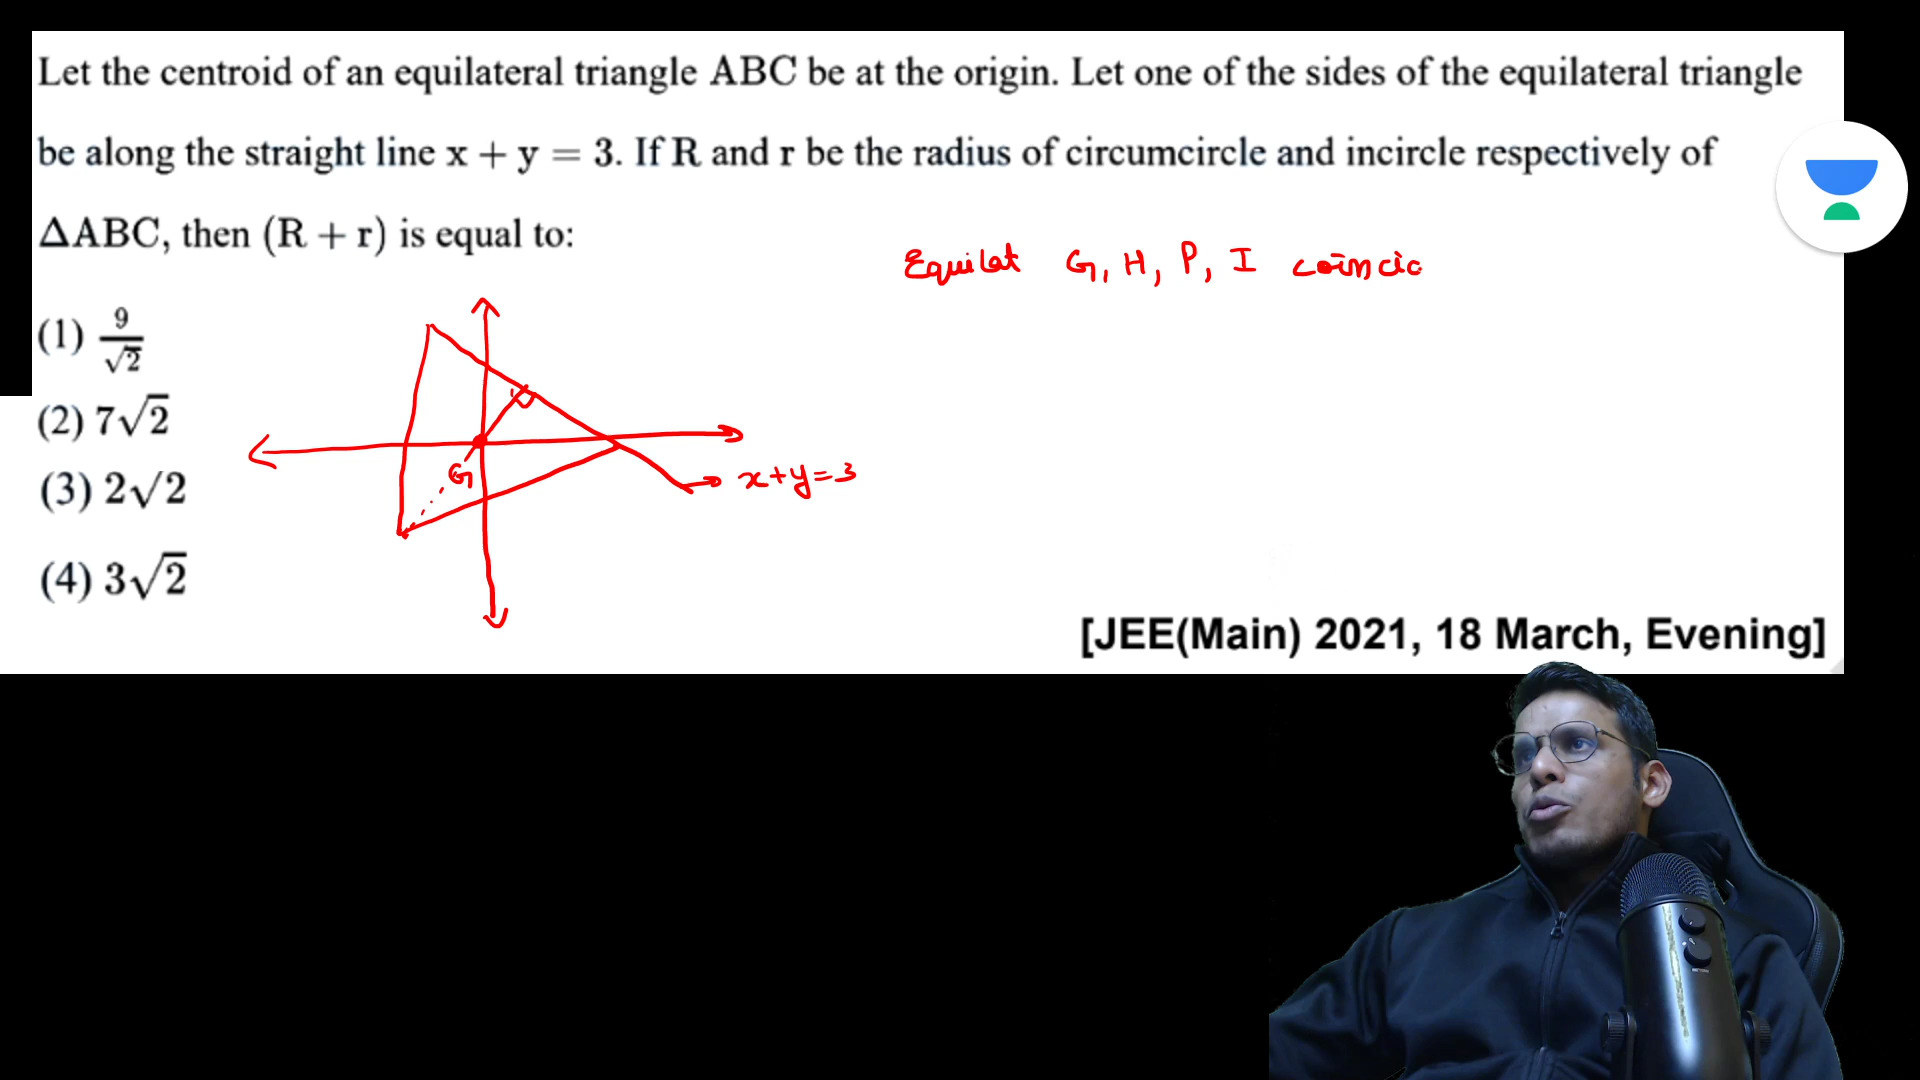 Let the centroid of an equilateral triangle ABC be at the origin. Let one of the sides of the equilateral triangle
be along the straight line x + y = 3. If R and r be the radius of circumcircle and incircle respectively of
ΔABC, then (R + r) is equal to:
Equilat G, H, P, I coincid
(1) 9/√2
(2) 7√2
(3) 2√2
(4) 3√2
G
x+y=3
[JEE(Main) 2021, 18 March, Evening]